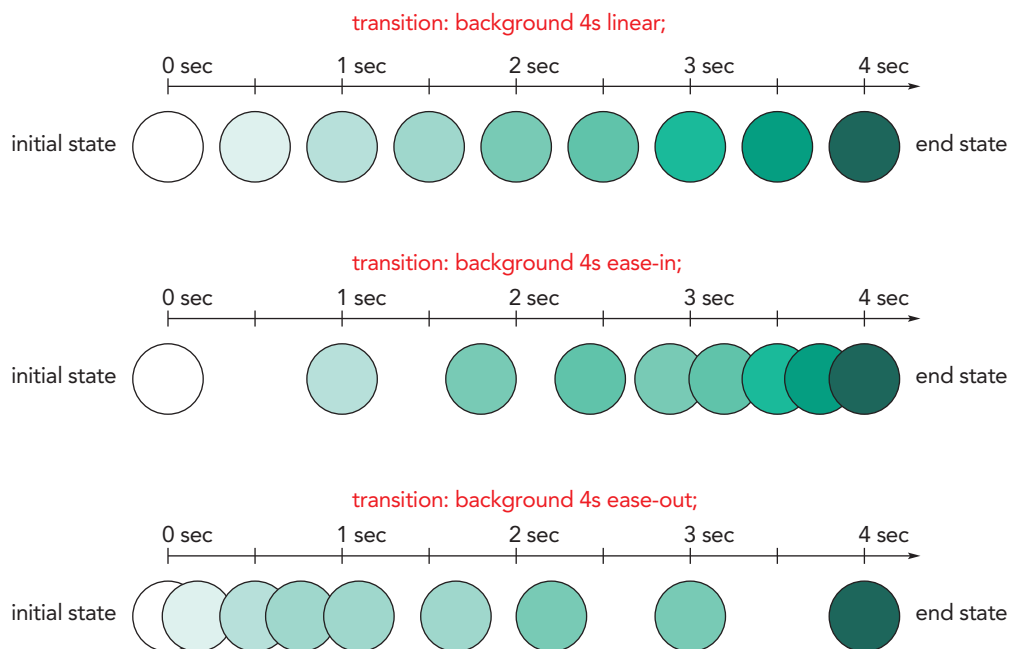 transition: background 4s linear;
0 sec 1 sec 2 sec 3 sec 4 sec
initial state end state
transition: background 4s ease-in;
0 sec 1 sec 2 sec 3 sec 4 sec
initial state end state
transition: background 4s ease-out;
0 sec 1 sec 2 sec 3 sec 4 sec
initial state end state